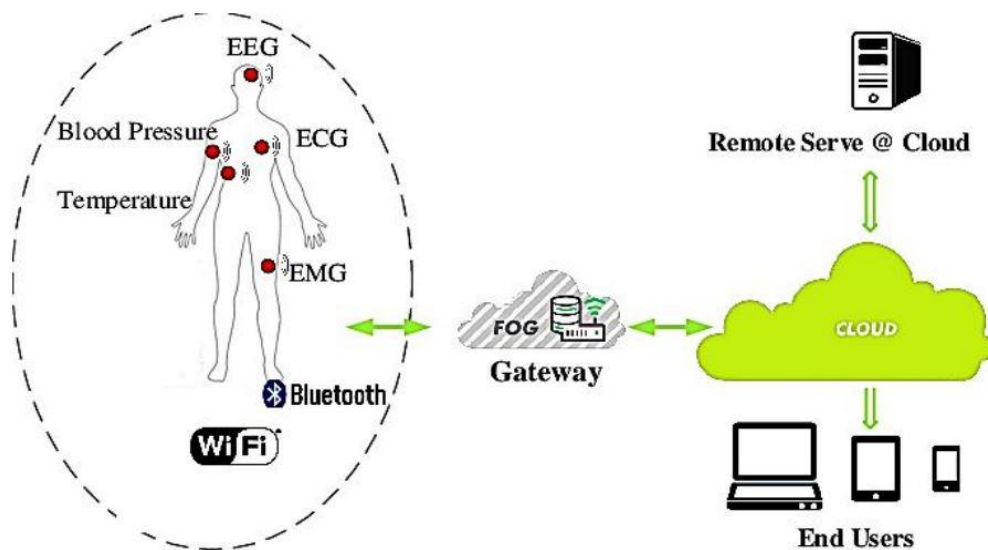 EEG
Blood Pressure
ECG
Temperature
EMG
Bluetooth
WiFi
FOG
Gateway
Remote Serve @ Cloud
CLOUD
End Users